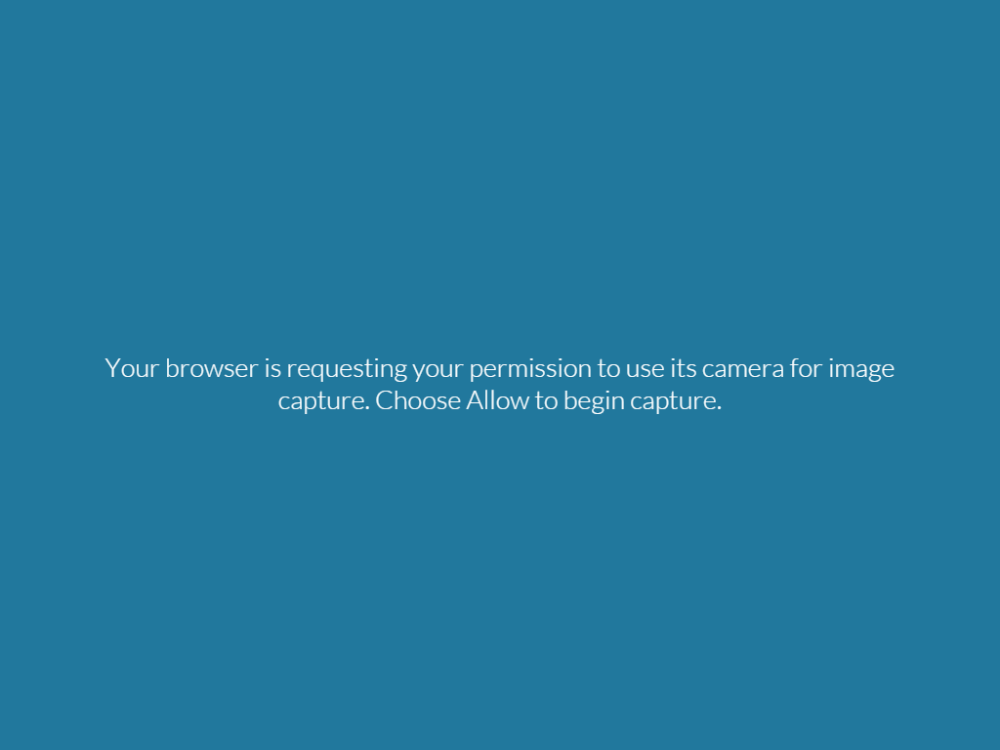 Your browser is requesting your permission to use its camera for image
capture. Choose Allow to begin capture.